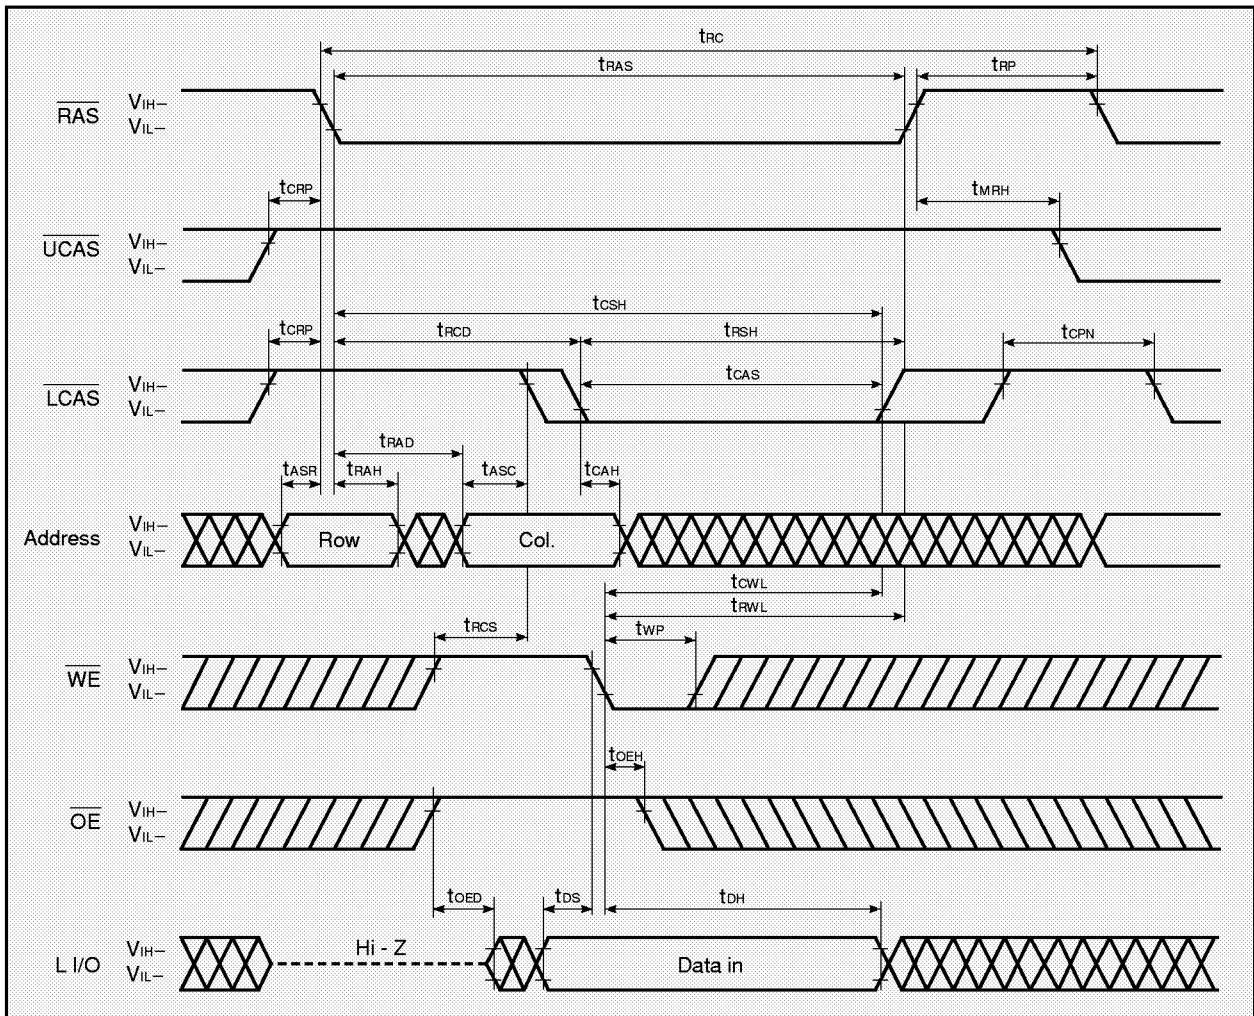 tRC
tRAS
tRP
RAS
VIH–
VIL–
tCRP
tMRH
UCAS
VIH–
VIL–
tCSH
tCRP
tRCD
tRSH
tCPN
LCAS
VIH–
VIL–
tCAS
tRAD
tASR
tRAH
tASC
tCAH
Address
VIH–
VIL–
Row
Col.
tCWL
tRWL
tRCS
tWP
WE
VIH–
VIL–
tOEH
OE
VIH–
VIL–
tOED
tDS
tDH
L I/O
VIH–
VIL–
Hi - Z
Data in